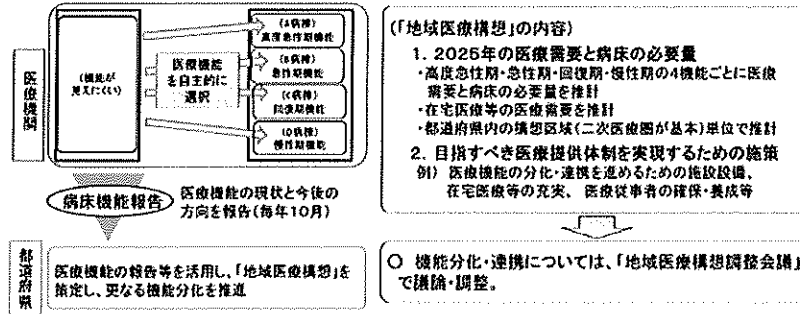 医療機関
(機能が
見えにくい)
医療機能
を自主的に
選択
(A病棟)
高度急性期機能
(B病棟)
急性期機能
(C病棟)
回復期機能
(D病棟)
慢性期機能
病床機能報告
医療機能の現状と今後の
方向を報告(毎年10月)
都道府県
医療機能の報告等を活用し、「地域医療構想」を
策定し、更なる機能分化を推進
(「地域医療構想」の内容)
1. 2025年の医療需要と病床の必要量
・高度急性期・急性期・回復期・慢性期の4機能ごとに医療
需要と病床の必要量を推計
・在宅医療等の医療需要を推計
・都道府県内の構想区域(二次医療圏が基本)単位で推計
2. 目指すべき医療提供体制を実現するための施策
例) 医療機能の分化・連携を進めるための施設設備、
在宅医療等の充実、医療従事者の確保・養成等
○ 機能分化・連携については、「地域医療構想調整会議」
で議論・調整。